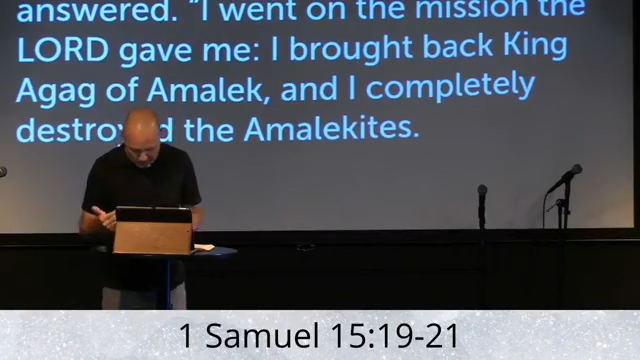 answered. "I went on the mission the
LORD gave me: I brought back King
Agag of Amalek, and I completely
destroyed the Amalekites.
1 Samuel 15:19-21